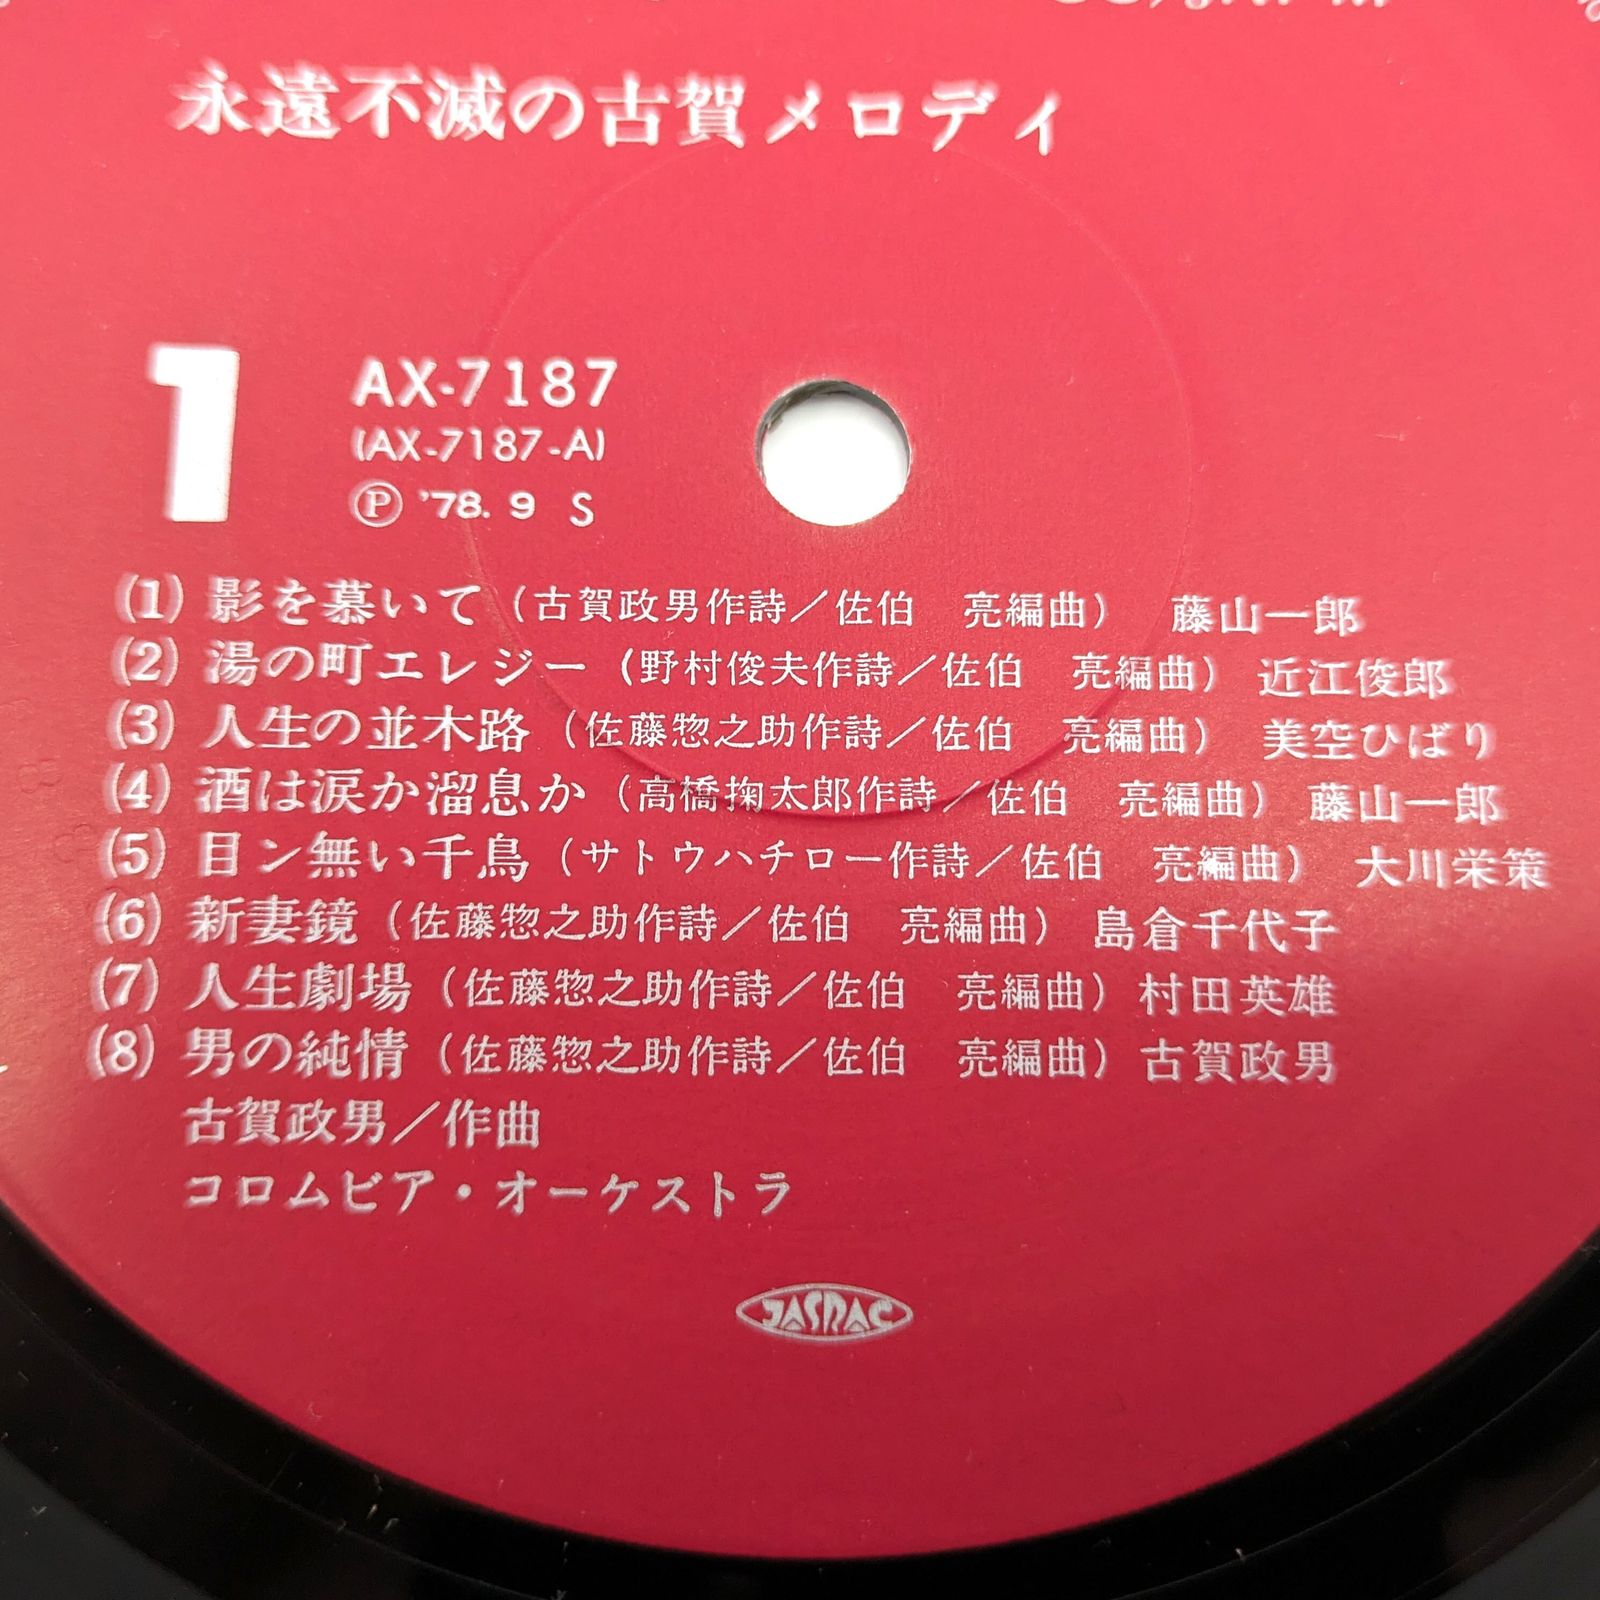 永遠不滅の古賀メロディ
1
AX-7187
(AX-7187-A)
Ⓟ '78. 9 S
(1) 影を慕いて (古賀政男作詩/佐伯 亮編曲) 藤山一郎
(2) 湯の町エレジー (野村俊夫作詩/佐伯 亮編曲) 近江俊郎
(3) 人生の並木路 (佐藤惣之助作詩/佐伯 亮編曲) 美空ひばり
(4) 酒は涙か溜息か (高橋掬太郎作詩/佐伯 亮編曲) 藤山一郎
(5) 目ン無い千鳥 (サトウハチロー作詩/佐伯 亮編曲) 大川栄策
(6) 新妻鏡 (佐藤惣之助作詩/佐伯 亮編曲) 島倉千代子
(7) 人生劇場 (佐藤惣之助作詩/佐伯 亮編曲) 村田英雄
(8) 男の純情 (佐藤惣之助作詩/佐伯 亮編曲) 古賀政男
古賀政男/作曲
コロムビア・オーケストラ
JASRAC